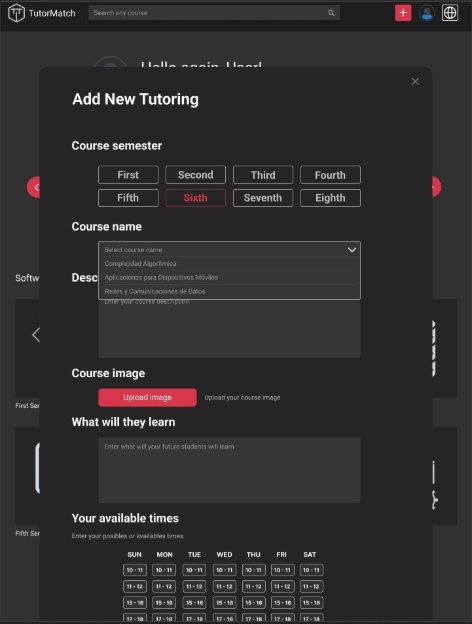 TutorMatch
Search any course
Hello again, User!
Add New Tutoring
Course semester
First Second Third Fourth
Fifth Sixth Seventh Eighth
Course name
Select course name
Complejidad Algorítmica
Aplicaciones para Dispositivos Móviles
Redes y Comunicaciones de Datos
Softw
Desc
Enter your course description
Course image
Upload image Upload your course image
First Ser
What will they learn
Enter what will your future students will learn
Your available times
Fifth Sem
Enter your posibles or availables times
SUN MON TUE WED THU FRI SAT
10 - 11 10 - 11 10 - 11 10 - 11 10 - 11 10 - 11 10 - 11
11 - 12 11 - 12 11 - 12 11 - 12 11 - 12 11 - 12 11 - 12
15 - 16 15 - 16 15 - 16 15 - 16 15 - 16 15 - 16 15 - 16
17 - 18 17 - 18 17 - 18 17 - 18 17 - 18 17 - 18 17 - 18